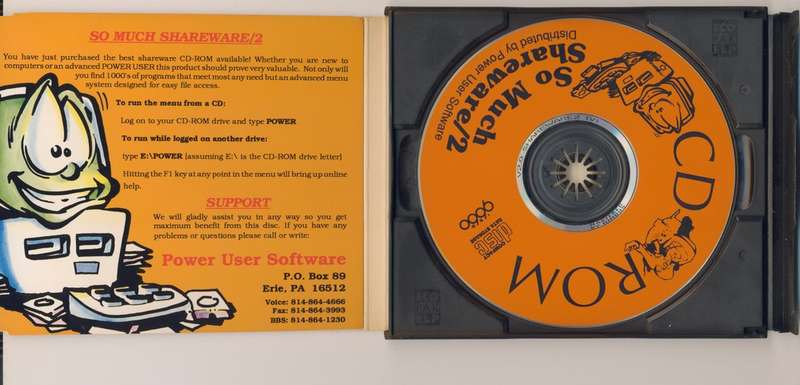 SO MUCH SHAREWARE/2
You have just purchased the best shareware CD-ROM available! Whether you are new to
computers or an advanced POWER USER this product should prove very valuable. Not only will
you find 1000's of programs that meet most any need but an advanced menu
system designed for easy file access.
To run the menu from a CD:
Log on to your CD-ROM drive and type POWER
To run while logged on another drive:
type E:\POWER [assuming E:\ is the CD-ROM drive letter]
Hitting the F1 key at any point in the menu will bring up online
help.
SUPPORT
We will gladly assist you in any way so you get
maximum benefit from this disc. If you have any
problems or questions please call or write:
Power User Software
P.O. Box 89
Erie, PA 16512
Voice: 814-864-4666
Fax: 814-864-3993
BBS: 814-864-1230
So Much
Shareware/2
Distributed by Power User Software
CD-ROM
COMPACT
disc
DATA STORAGE